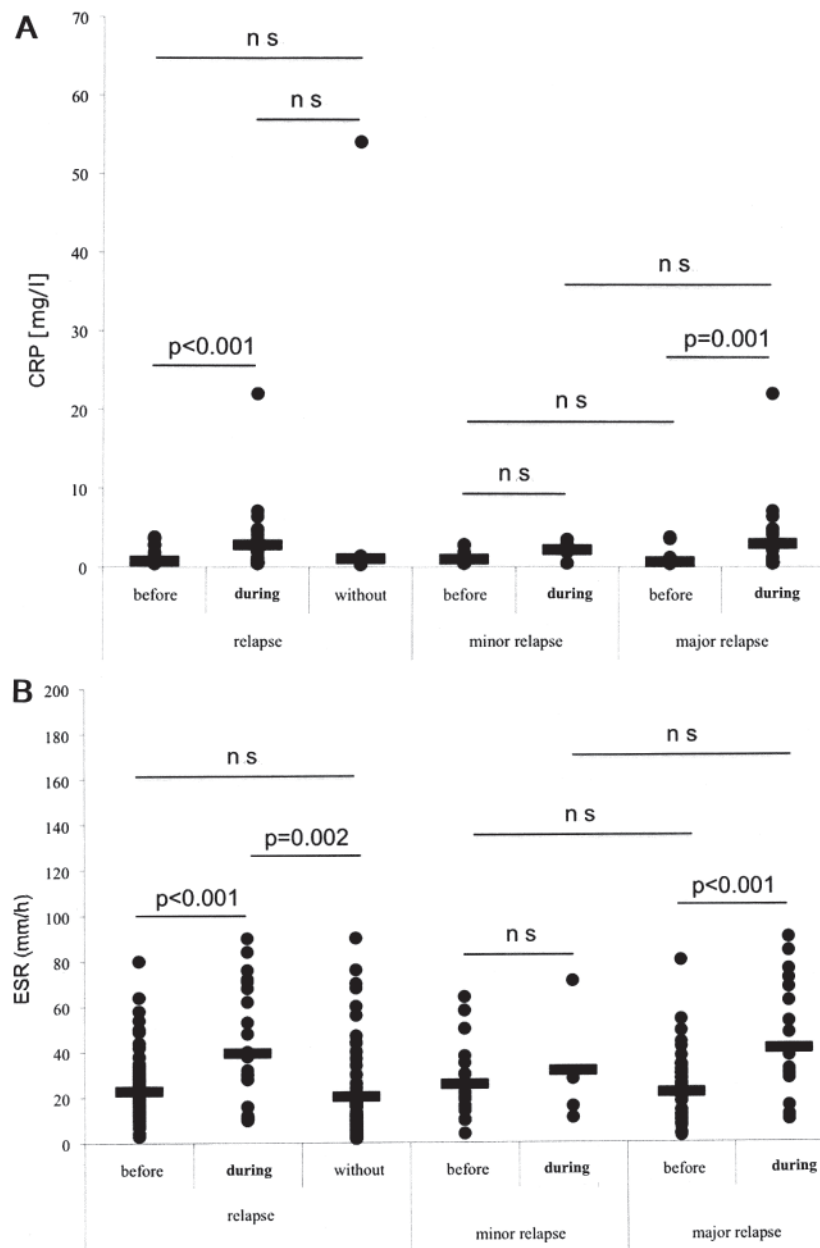 A
70
n s
60
n s
50
40
n s
CRP [mg/l]
30
p<0.001
p=0.001
20
n s
10
n s
0
before
during
without
before
during
before
during
relapse
minor relapse
major relapse
B
200
180
n s
n s
160
140
n s
120
p=0.002
p<0.001
p<0.001
100
n s
ESR (mm/h)
80
60
40
20
0
before
during
without
before
during
before
during
relapse
minor relapse
major relapse